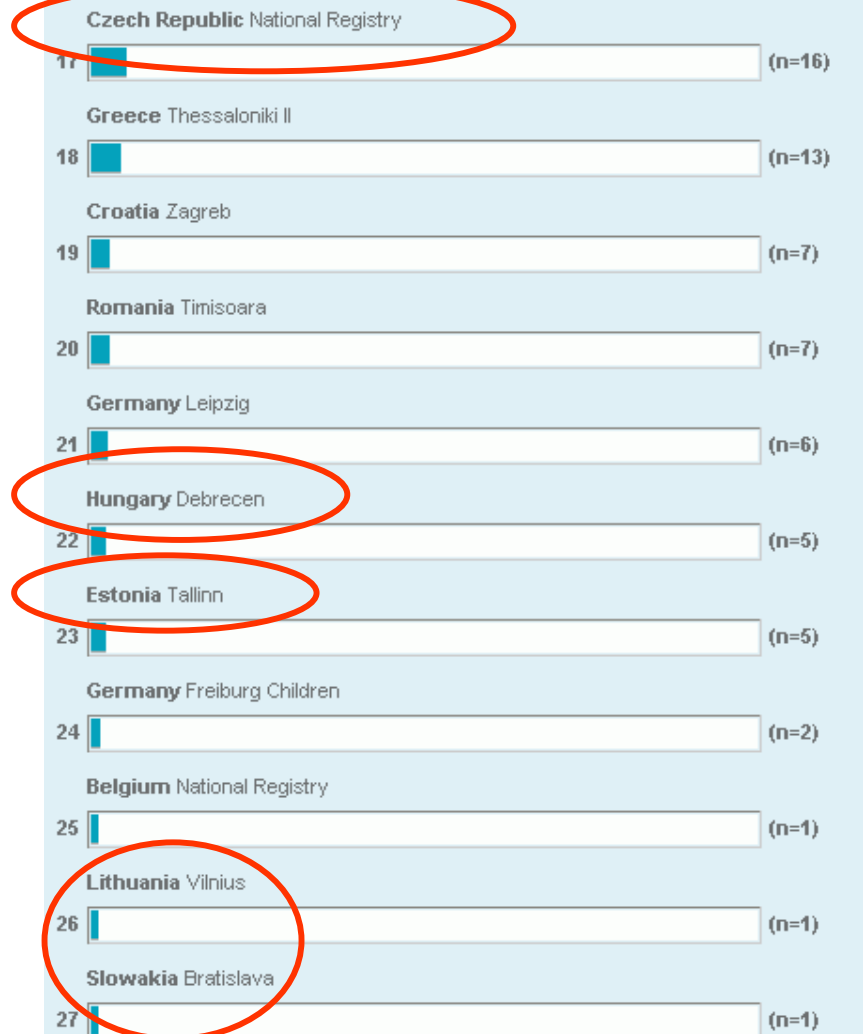 Czech Republic National Registry
17 (n=16)
Greece Thessaloniki II
18 (n=13)
Croatia Zagreb
19 (n=7)
Romania Timisoara
20 (n=7)
Germany Leipzig
21 (n=6)
Hungary Debrecen
22 (n=5)
Estonia Tallinn
23 (n=5)
Germany Freiburg Children
24 (n=2)
Belgium National Registry
25 (n=1)
Lithuania Vilnius
26 (n=1)
Slowakia Bratislava
27 (n=1)